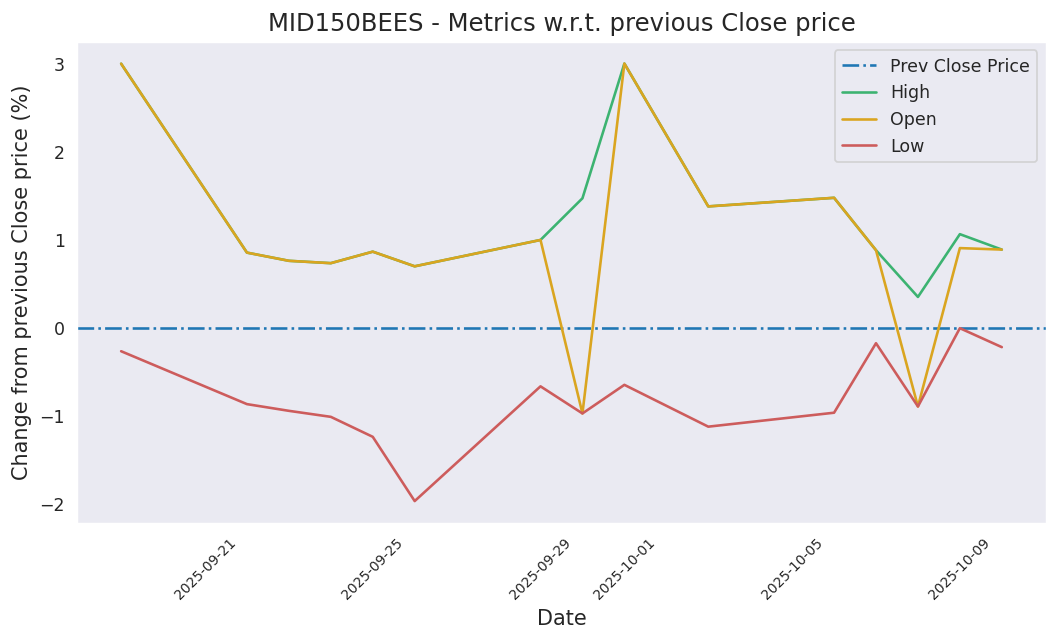 MID150BEES - Metrics w.r.t. previous Close price
Change from previous Close price (%)
3
2
1
0
−1
−2
Prev Close Price
High
Open
Low
2025-09-21
2025-09-25
2025-09-29
2025-10-01
2025-10-05
2025-10-09
Date